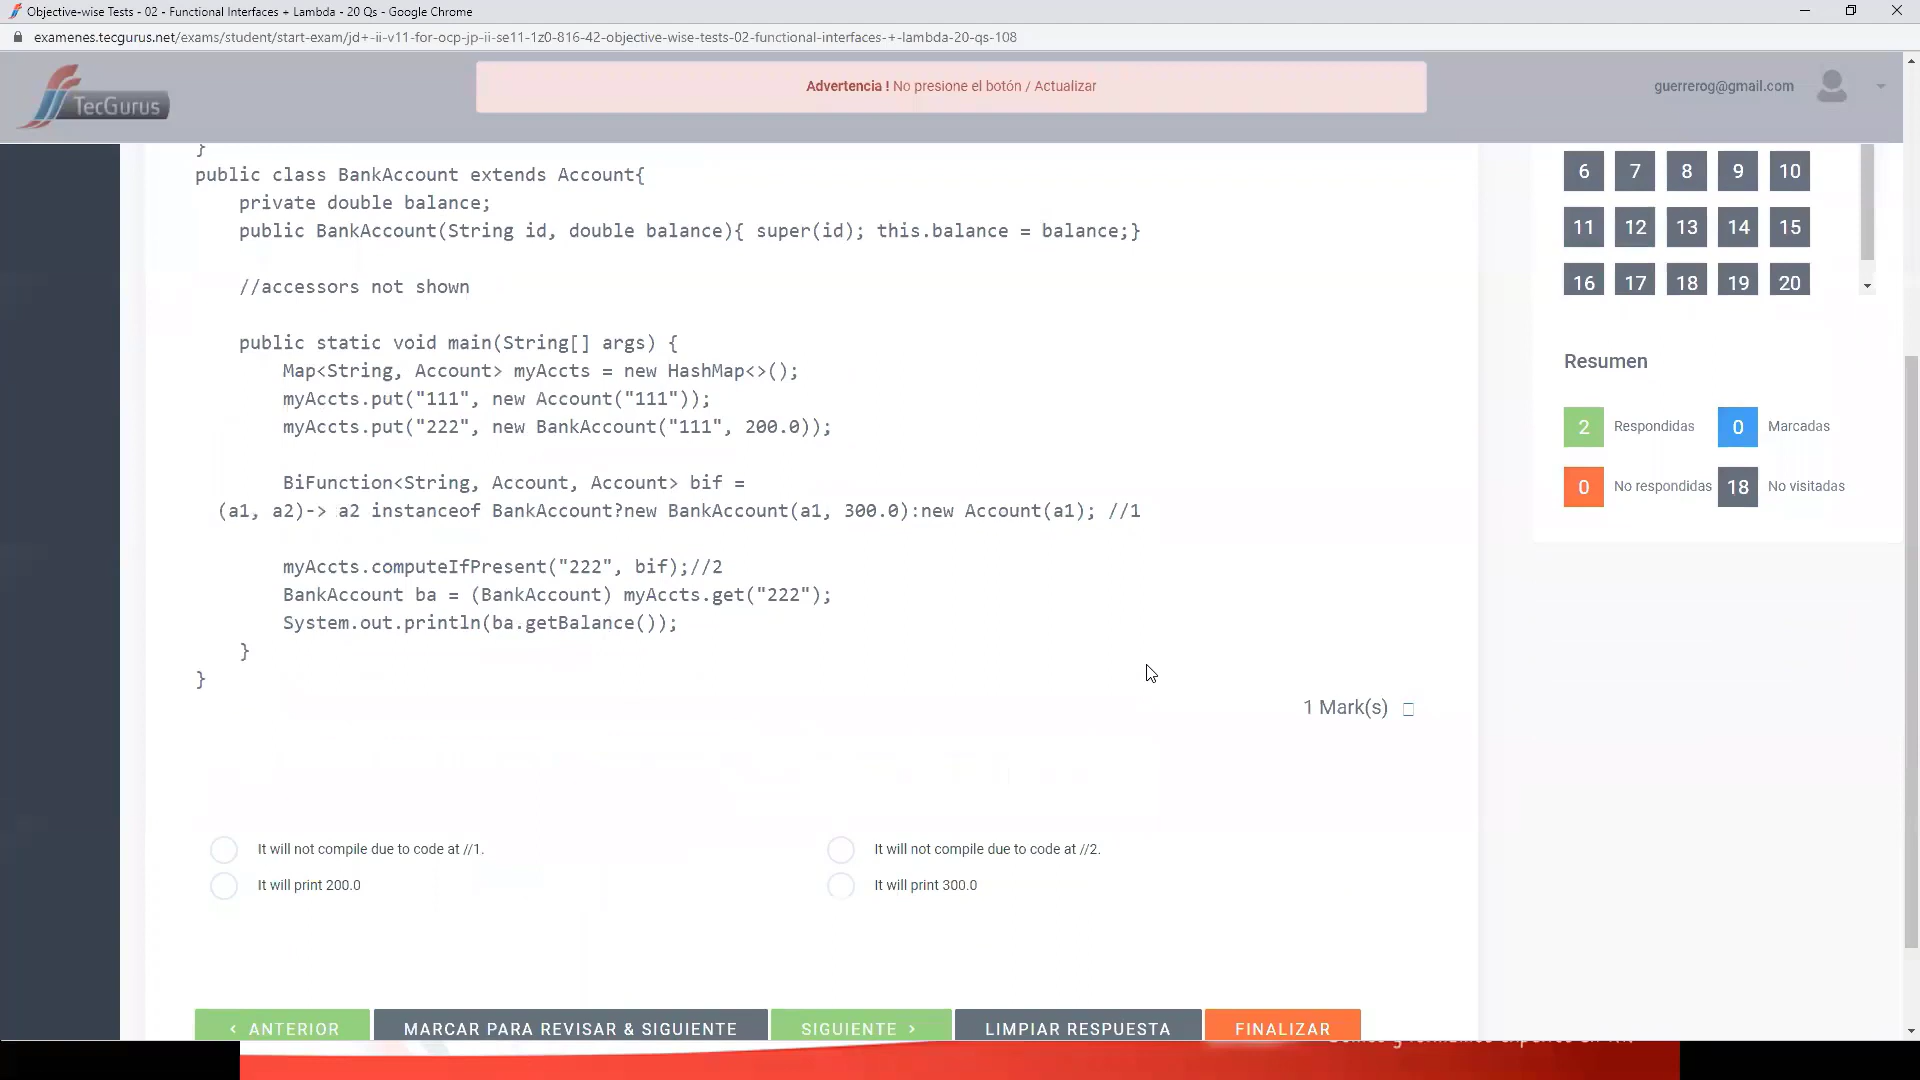 Objective-wise Tests - 02 - Functional Interfaces + Lambda - 20 Qs - Google Chrome
examenes.tecgurus.net/exams/student/start-exam/jd+-ii-v11-for-ocp-jp-ii-se11-1z0-816-42-objective-wise-tests-02-functional-interfaces-+-lambda-20-qs-108
TecGurus
Advertencia ! No presione el botón / Actualizar
guerrerog@gmail.com
}
public class BankAccount extends Account{
    private double balance;
    public BankAccount(String id, double balance){ super(id); this.balance = balance;}
    //accessors not shown
    public static void main(String[] args) {
        Map<String, Account> myAccts = new HashMap<>();
        myAccts.put("111", new Account("111"));
        myAccts.put("222", new BankAccount("111", 200.0));
        BiFunction<String, Account, Account> bif =
  (a1, a2)-> a2 instanceof BankAccount?new BankAccount(a1, 300.0):new Account(a1); //1
        myAccts.computeIfPresent("222", bif);//2
        BankAccount ba = (BankAccount) myAccts.get("222");
        System.out.println(ba.getBalance());
    }
}
1 Mark(s)
It will not compile due to code at //1.
It will not compile due to code at //2.
It will print 200.0
It will print 300.0
‹ ANTERIOR
MARCAR PARA REVISAR & SIGUIENTE
SIGUIENTE ›
LIMPIAR RESPUESTA
FINALIZAR
6 7 8 9 10
11 12 13 14 15
16 17 18 19 20
Resumen
2 Respondidas 0 Marcadas
0 No respondidas 18 No visitadas